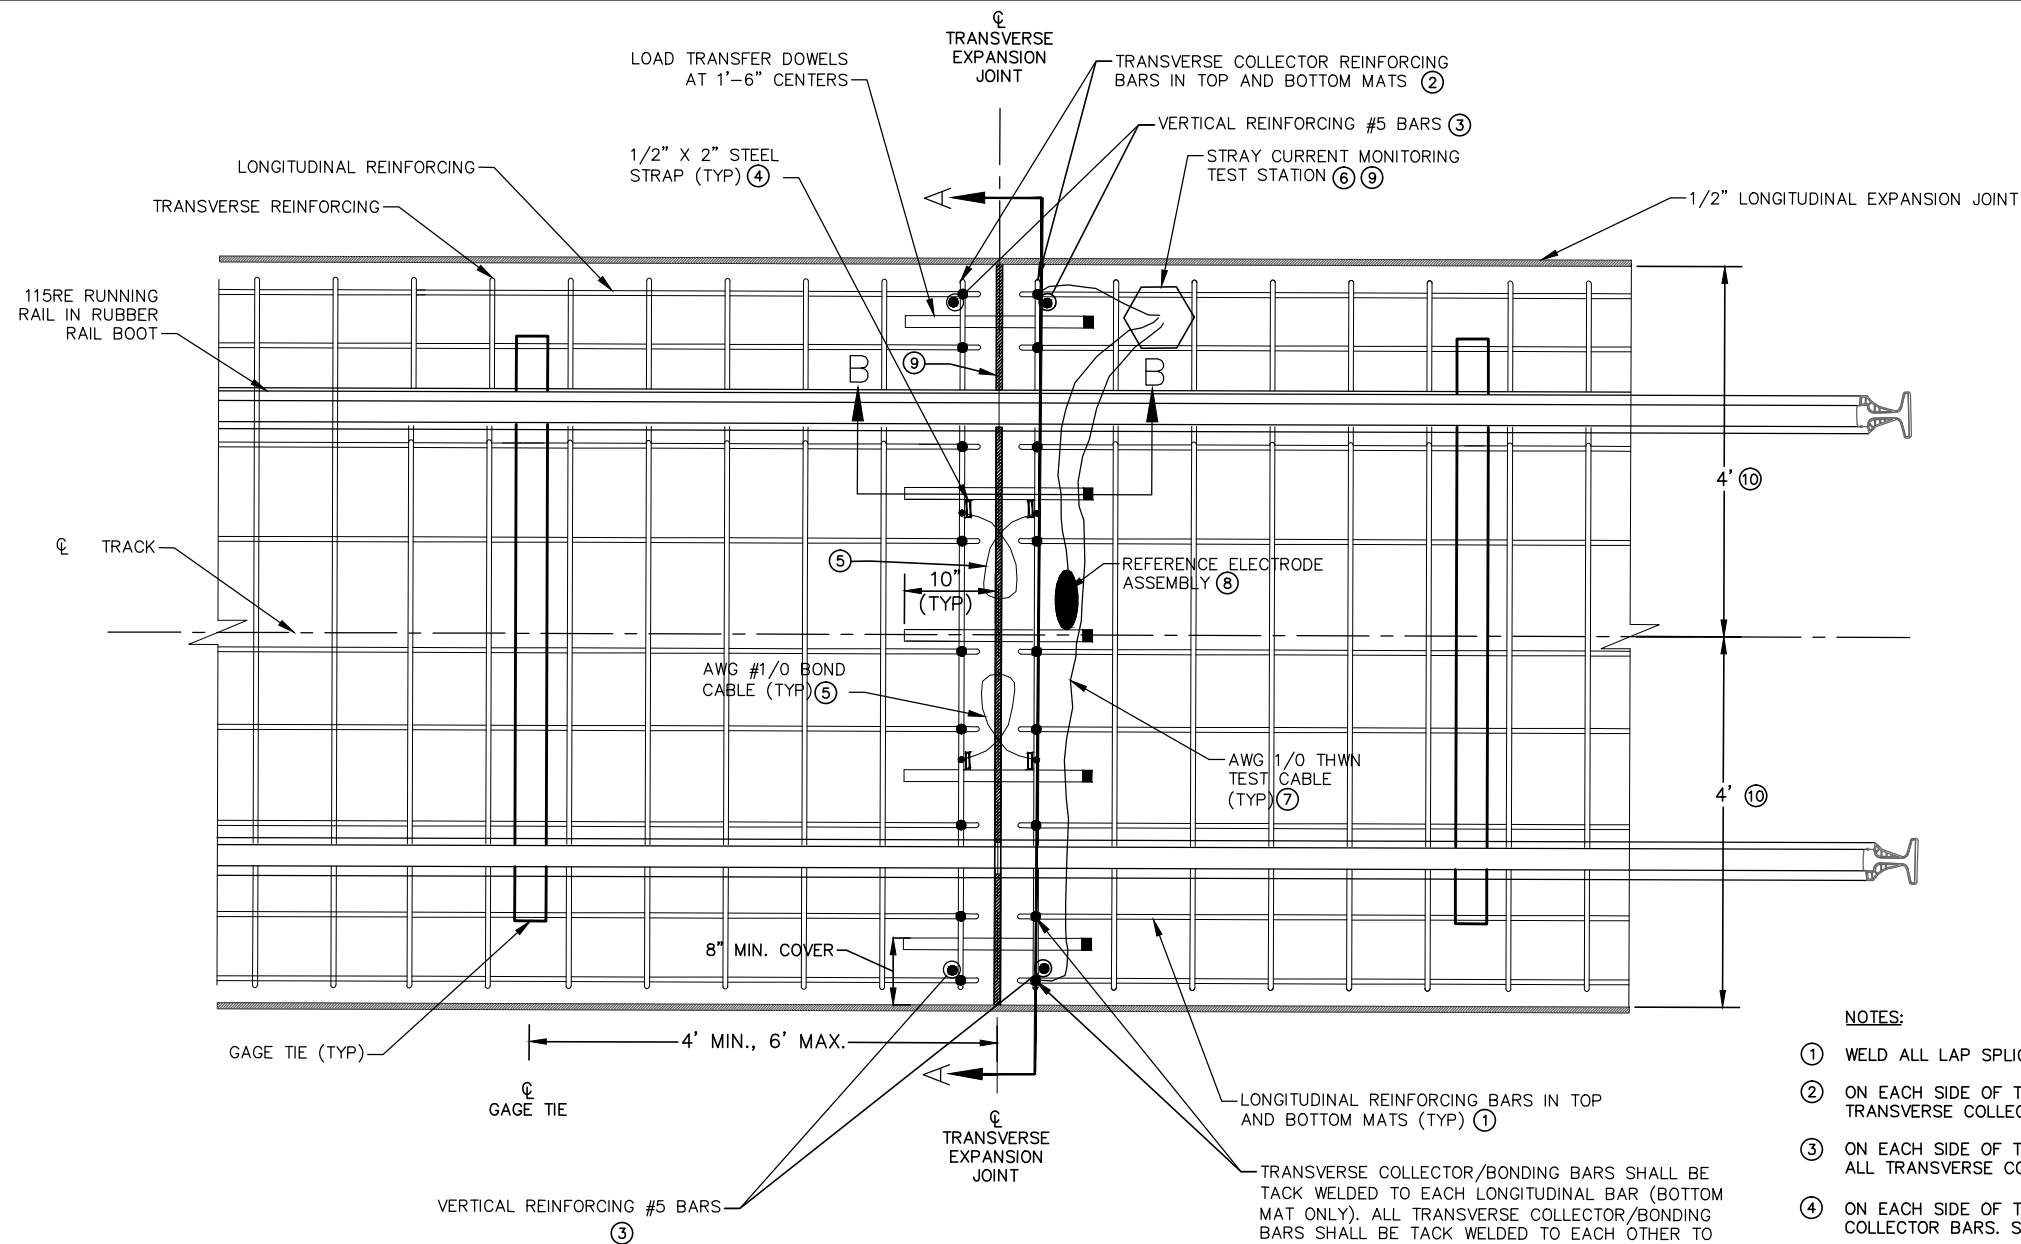 ℄
TRANSVERSE
EXPANSION
JOINT
LOAD TRANSFER DOWELS
AT 1'-6" CENTERS
TRANSVERSE COLLECTOR REINFORCING
BARS IN TOP AND BOTTOM MATS ②
VERTICAL REINFORCING #5 BARS ③
1/2" X 2" STEEL
STRAP (TYP) ④
STRAY CURRENT MONITORING
TEST STATION ⑥ ⑨
LONGITUDINAL REINFORCING
TRANSVERSE REINFORCING
1/2" LONGITUDINAL EXPANSION JOINT
A
115RE RUNNING
RAIL IN RUBBER
RAIL BOOT
⑨
B
B
4' ⑩
℄ TRACK
⑤
10"
(TYP)
REFERENCE ELECTRODE
ASSEMBLY ⑧
AWG #1/0 BOND
CABLE (TYP) ⑤
AWG 1/0 THWN
TEST CABLE
(TYP) ⑦
4' ⑩
8" MIN. COVER
GAGE TIE (TYP)
4' MIN., 6' MAX.
A
℄
GAGE TIE
℄
TRANSVERSE
EXPANSION
JOINT
LONGITUDINAL REINFORCING BARS IN TOP
AND BOTTOM MATS (TYP) ①
VERTICAL REINFORCING #5 BARS
③
TRANSVERSE COLLECTOR/BONDING BARS SHALL BE
TACK WELDED TO EACH LONGITUDINAL BAR (BOTTOM
MAT ONLY). ALL TRANSVERSE COLLECTOR/BONDING
BARS SHALL BE TACK WELDED TO EACH OTHER TO
NOTES:
① WELD ALL LAP SPLI
② ON EACH SIDE OF T
TRANSVERSE COLLEC
③ ON EACH SIDE OF T
ALL TRANSVERSE CO
④ ON EACH SIDE OF T
COLLECTOR BARS. S